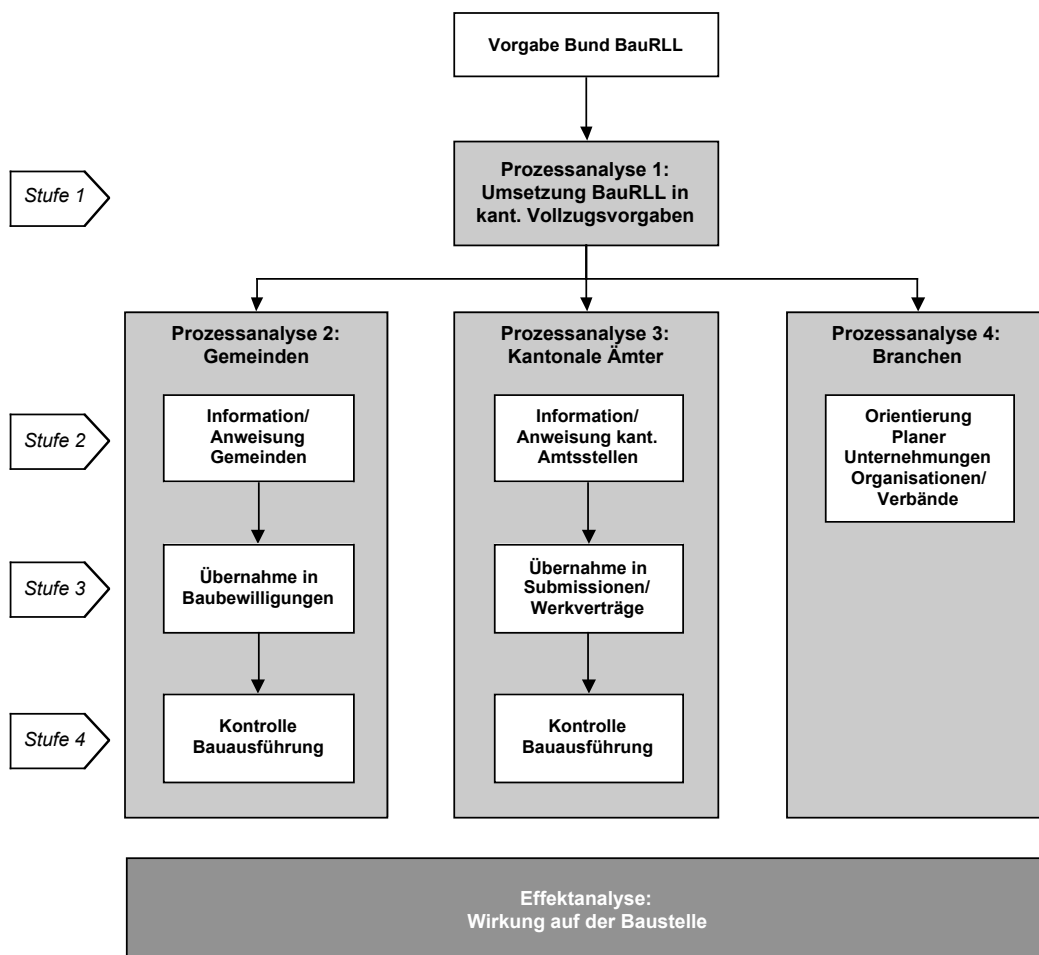 Vorgabe Bund BauRLL
Stufe 1
Prozessanalyse 1:
Umsetzung BauRLL in
kant. Vollzugsvorgaben
Prozessanalyse 2:
Gemeinden
Prozessanalyse 3:
Kantonale Ämter
Prozessanalyse 4:
Branchen
Stufe 2
Information/
Anweisung
Gemeinden
Information/
Anweisung kant.
Amtsstellen
Orientierung
Planer
Unternehmungen
Organisationen/
Verbände
Stufe 3
Übernahme in
Baubewilligungen
Übernahme in
Submissionen/
Werkverträge
Stufe 4
Kontrolle
Bauausführung
Kontrolle
Bauausführung
Effektanalyse:
Wirkung auf der Baustelle